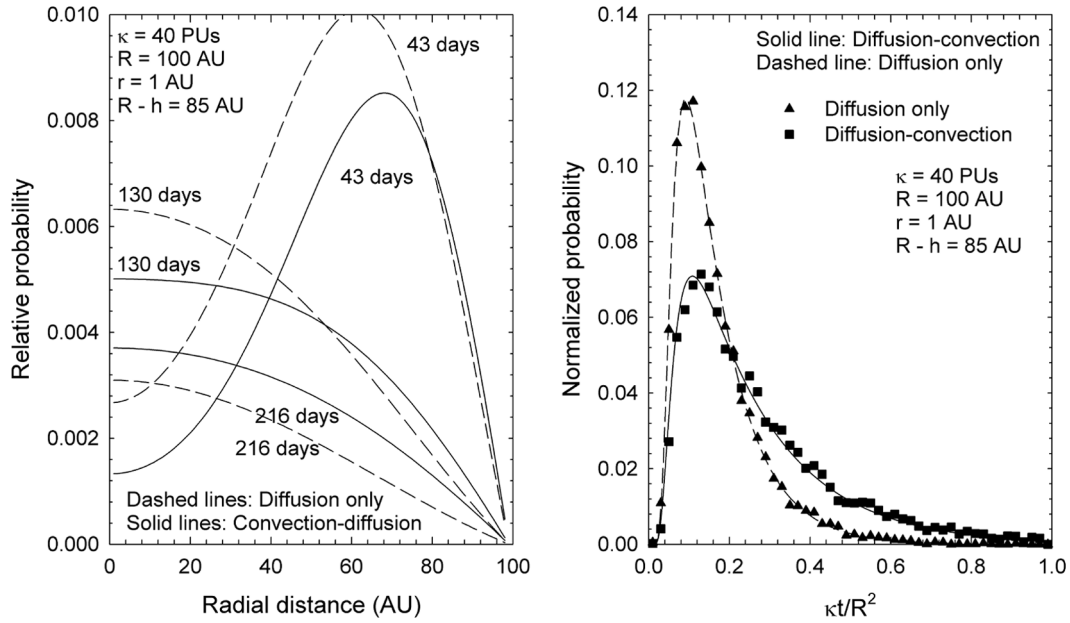 κ = 40 PUs
R = 100 AU
r = 1 AU
R - h = 85 AU
43 days
43 days
130 days
130 days
216 days
216 days
Dashed lines: Diffusion only
Solid lines: Convection-diffusion
0.010
0.008
0.006
0.004
0.002
0.000
0 20 40 60 80 100
Relative probability
Radial distance (AU)
Solid line: Diffusion-convection
Dashed line: Diffusion only
Diffusion only
Diffusion-convection
κ = 40 PUs
R = 100 AU
r = 1 AU
R - h = 85 AU
0.14
0.12
0.10
0.08
0.06
0.04
0.02
0.00
0.0 0.2 0.4 0.6 0.8 1.0
Normalized probability
κt/R²